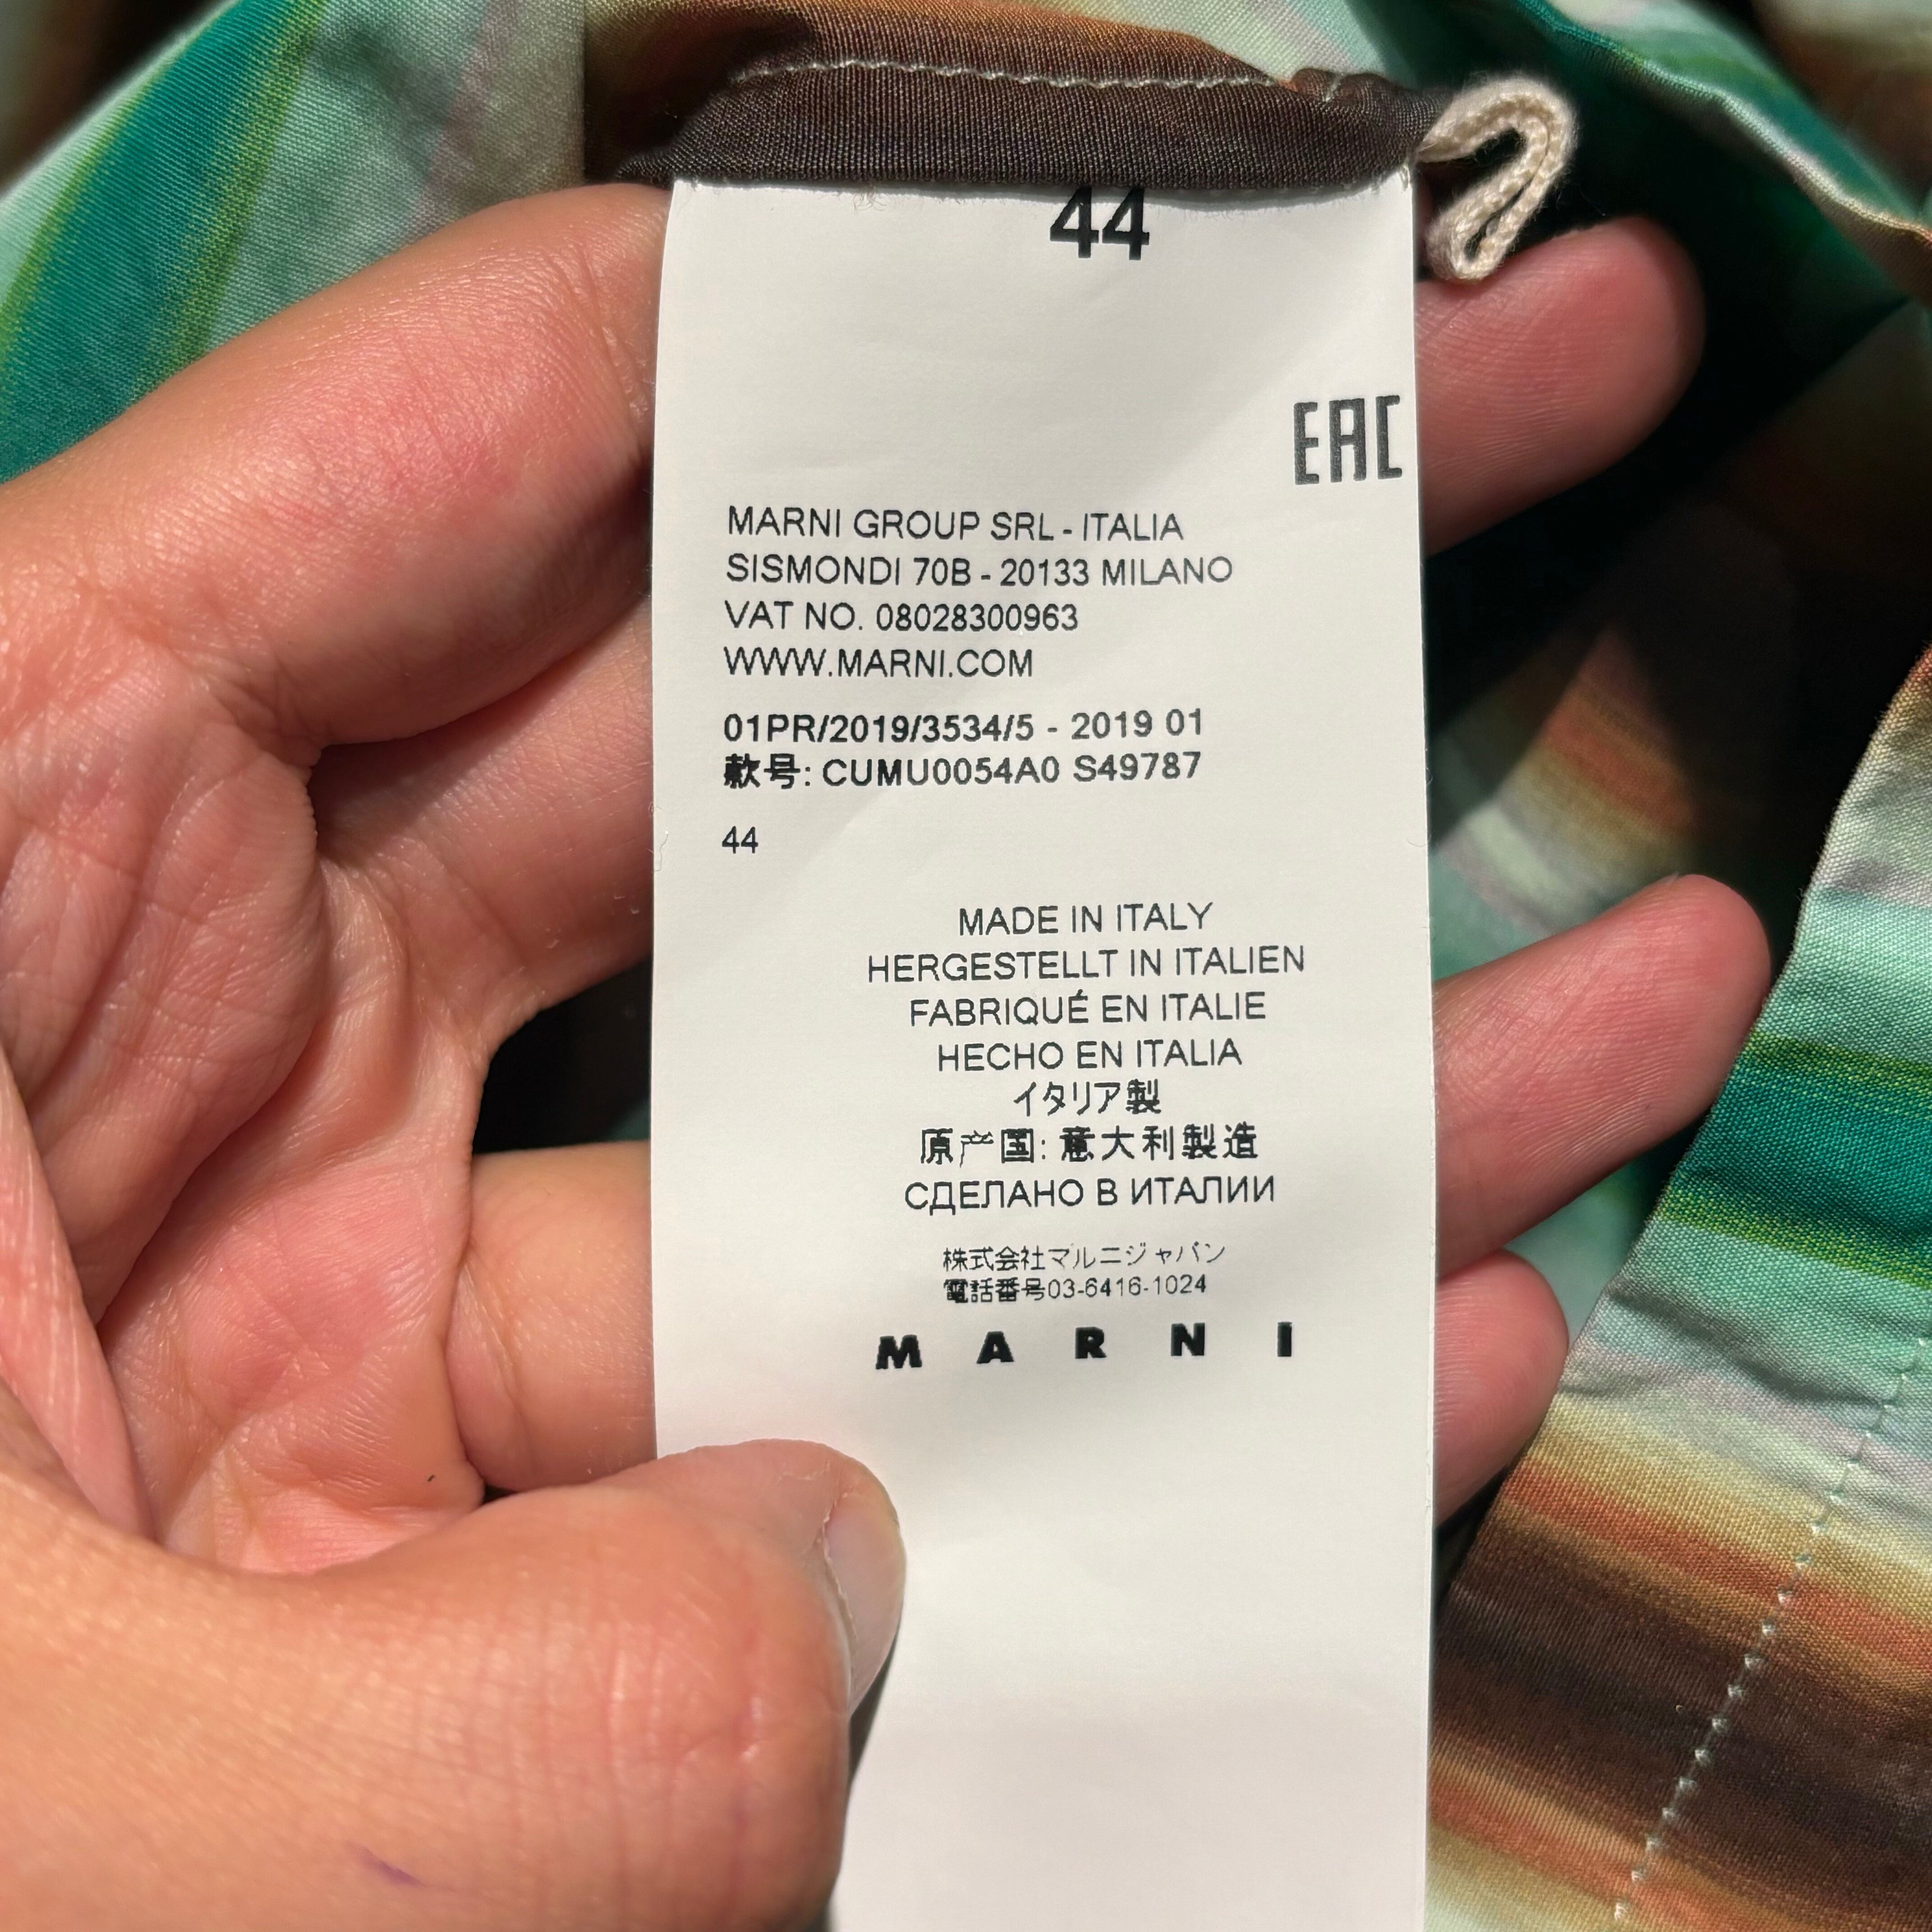 44
EAC
MARNI GROUP SRL - ITALIA
SISMONDI 70B - 20133 MILANO
VAT NO. 08028300963
WWW.MARNI.COM
01PR/2019/3534/5 - 2019 01
款号: CUMU0054A0 S49787
44
MADE IN ITALY
HERGESTELLT IN ITALIEN
FABRIQUÉ EN ITALIE
HECHO EN ITALIA
イタリア製
原产国: 意大利製造
СДЕЛАНО В ИТАЛИИ
株式会社マルニジャパン
電話番号03-6416-1024
MARNI